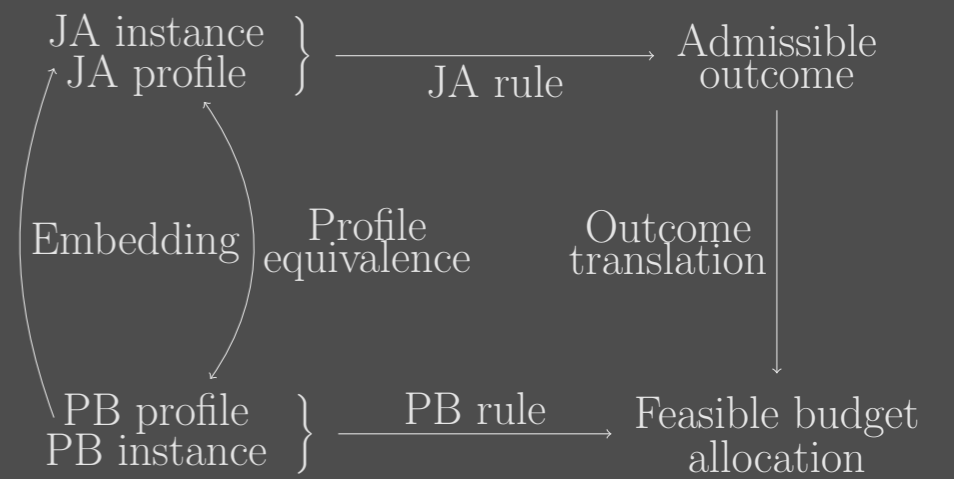 JA instance
JA profile
JA rule
Admissible
outcome
Embedding
Profile
equivalence
Outcome
translation
PB profile
PB instance
PB rule
Feasible budget
allocation